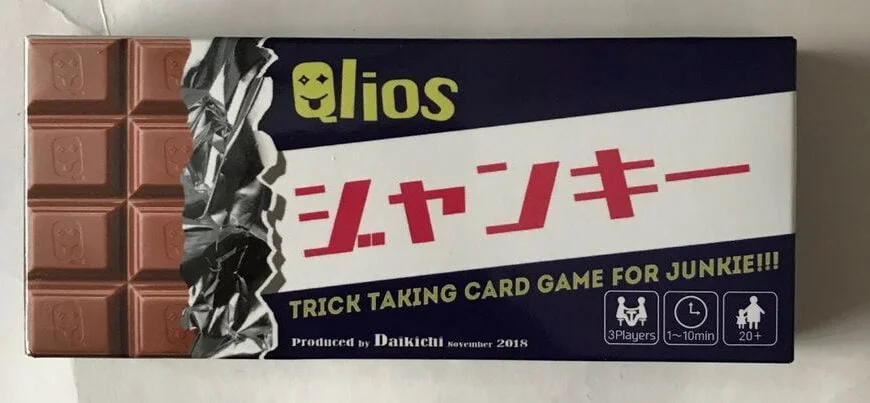 Qlios
ジャンキー
TRICK TAKING CARD GAME FOR JUNKIE!!!
Produced by Daikichi November 2018
3Players
1~10min
20+